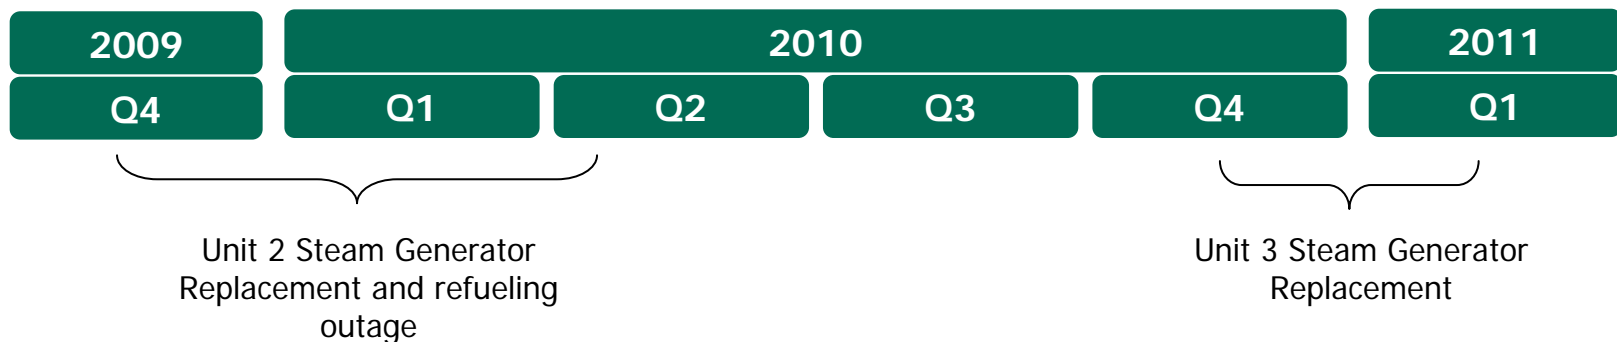 2009 2010 2011
Q4 Q1 Q2 Q3 Q4 Q1
Unit 2 Steam Generator
Replacement and refueling
outage
Unit 3 Steam Generator
Replacement